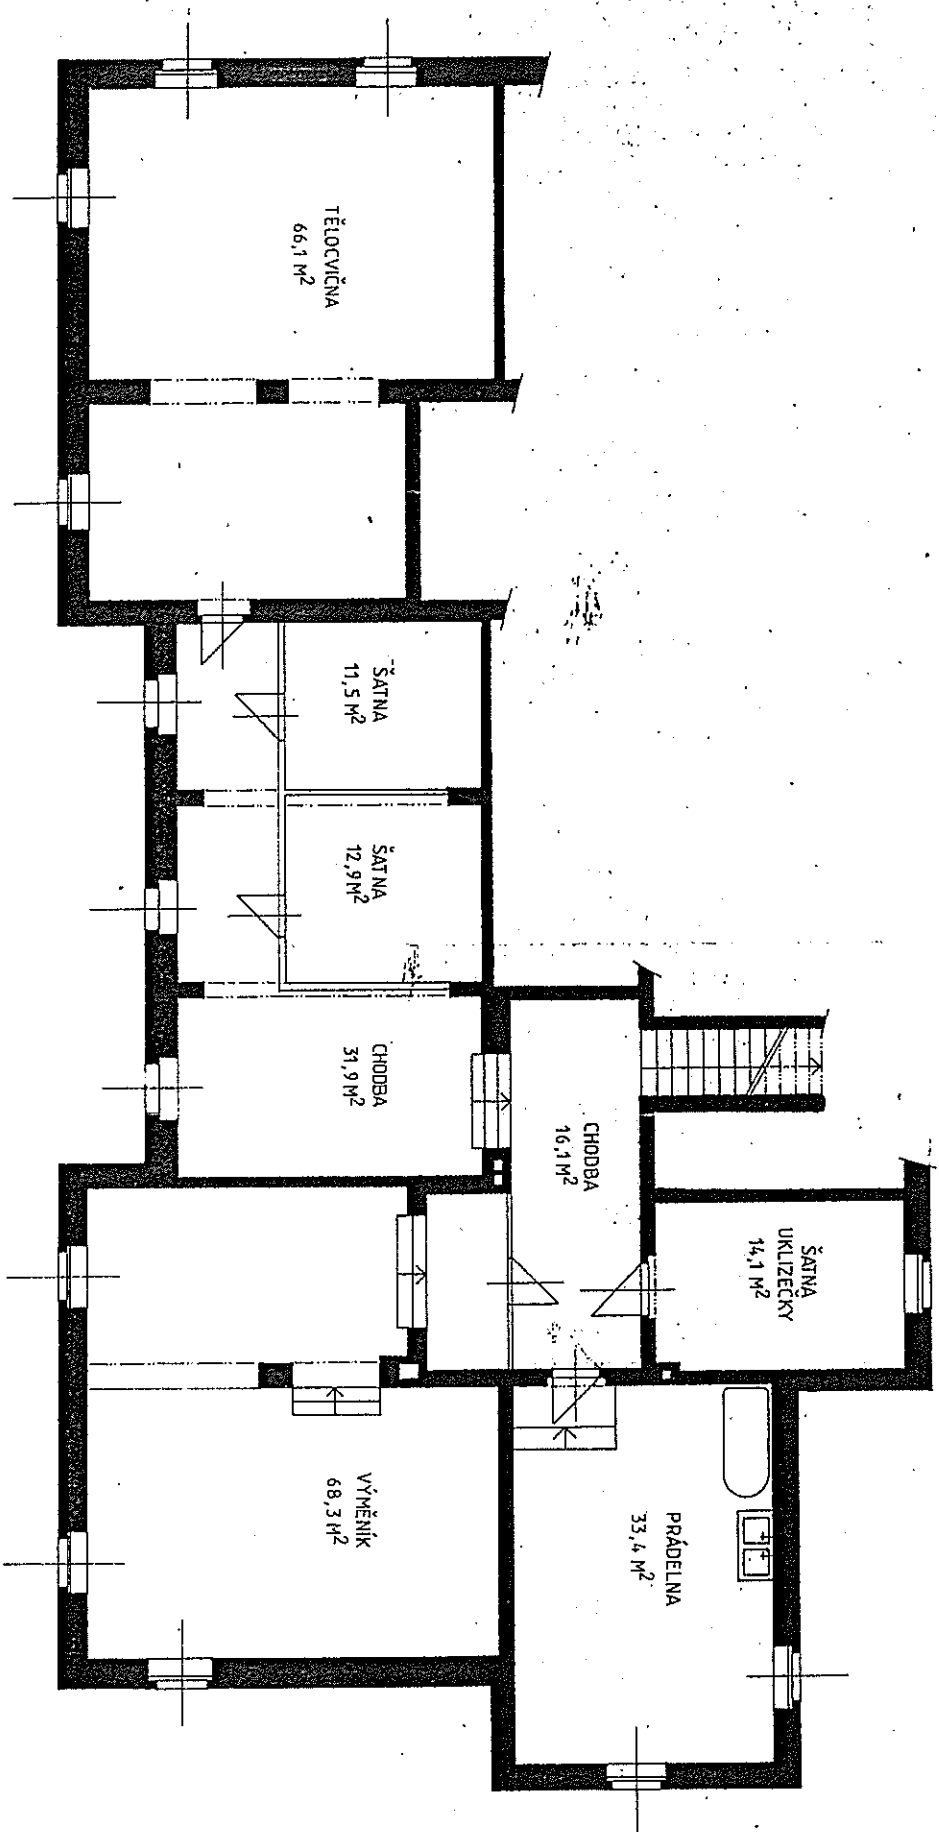 TĚLOCVIČNA
66,1 M²
ŠATNA
11,5 M²
ŠATNA
12,9 M²
CHODBA
31,9 M²
CHODBA
16,1 M²
ŠATNA
UKLIZEČKY
14,1 M²
VÝMĚNÍK
68,3 M²
PRÁDELNA
33,4 M²